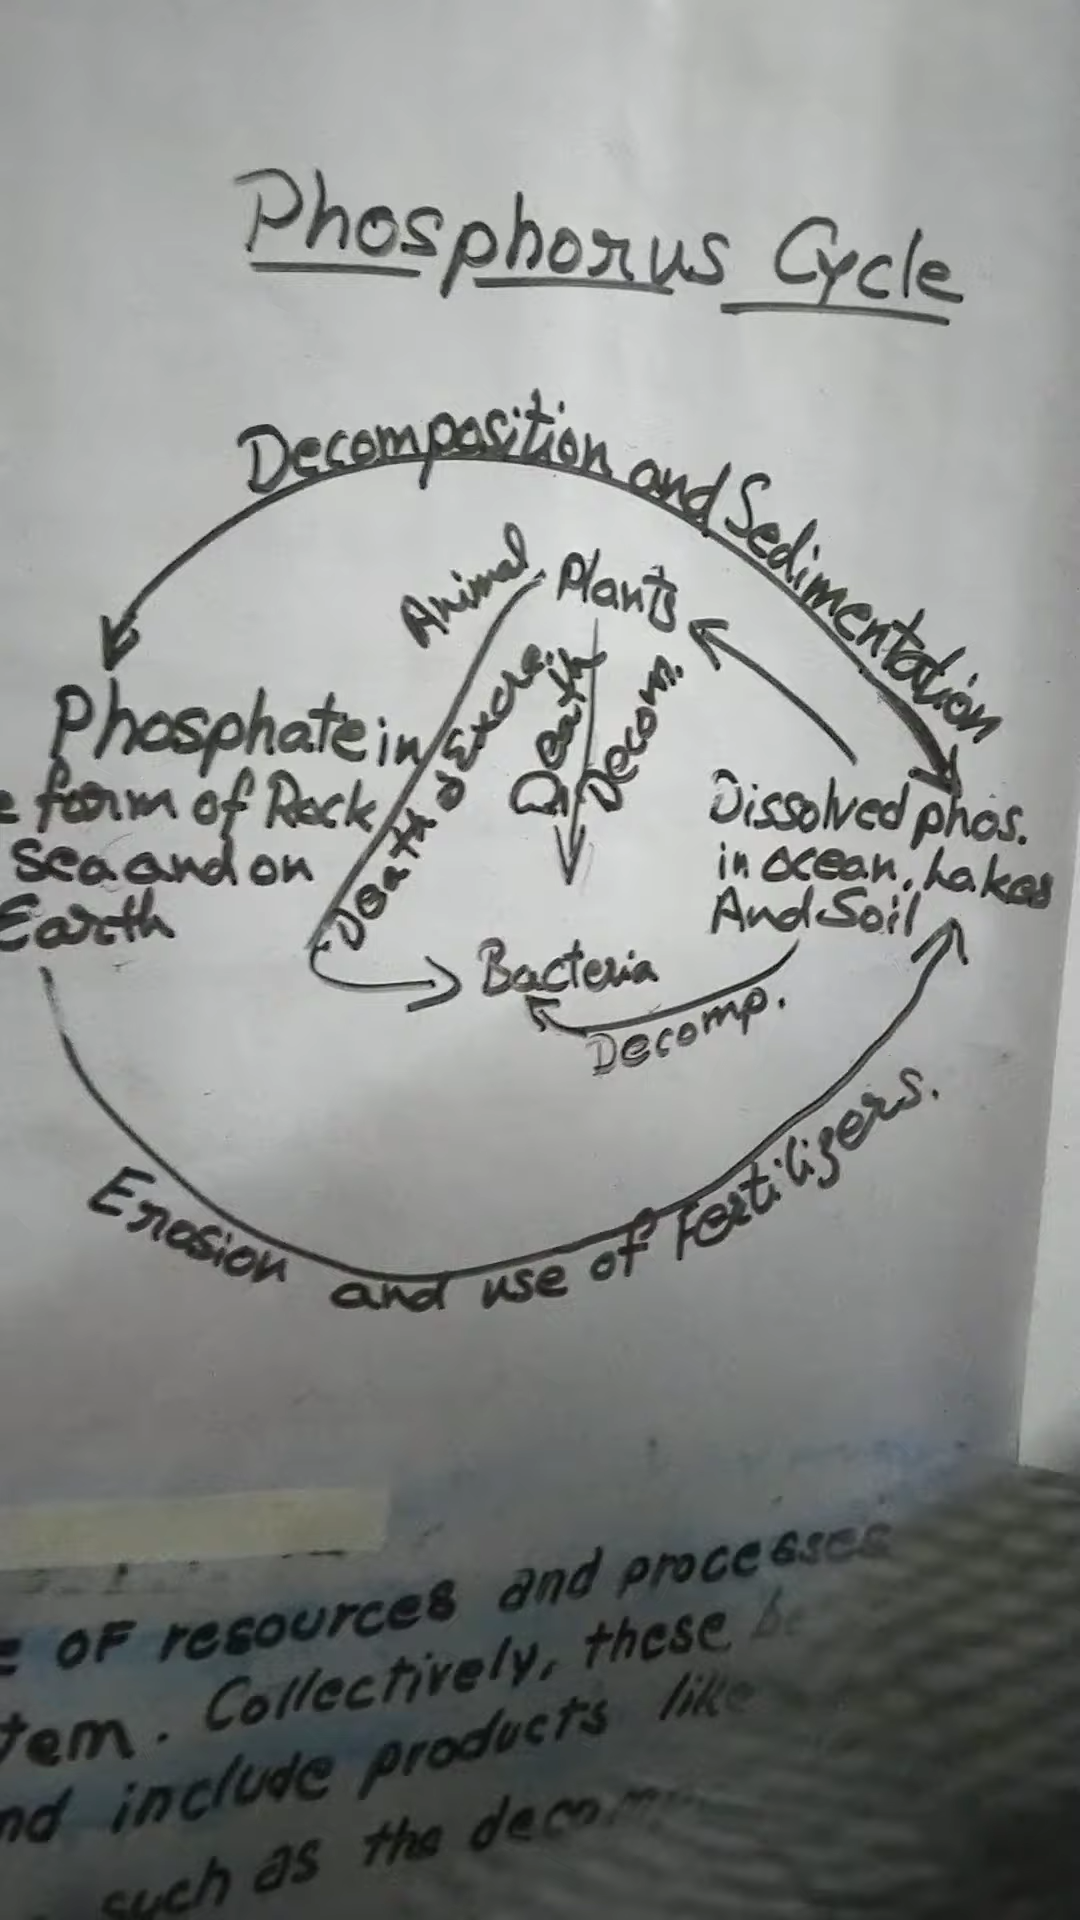 Phosphorus Cycle
Decomposition and Sedimentation
Animal. Plants
Death & Excre.
Death
Decom.
Phosphate in
form of Rock
sea and on
Earth
Dissolved phos.
in ocean, Lakes
And Soil
Bacteria
Decomp.
Erosion and use of Fertilizers.
OF resources and processes
tem. Collectively, these
nd include products like
such as the decom